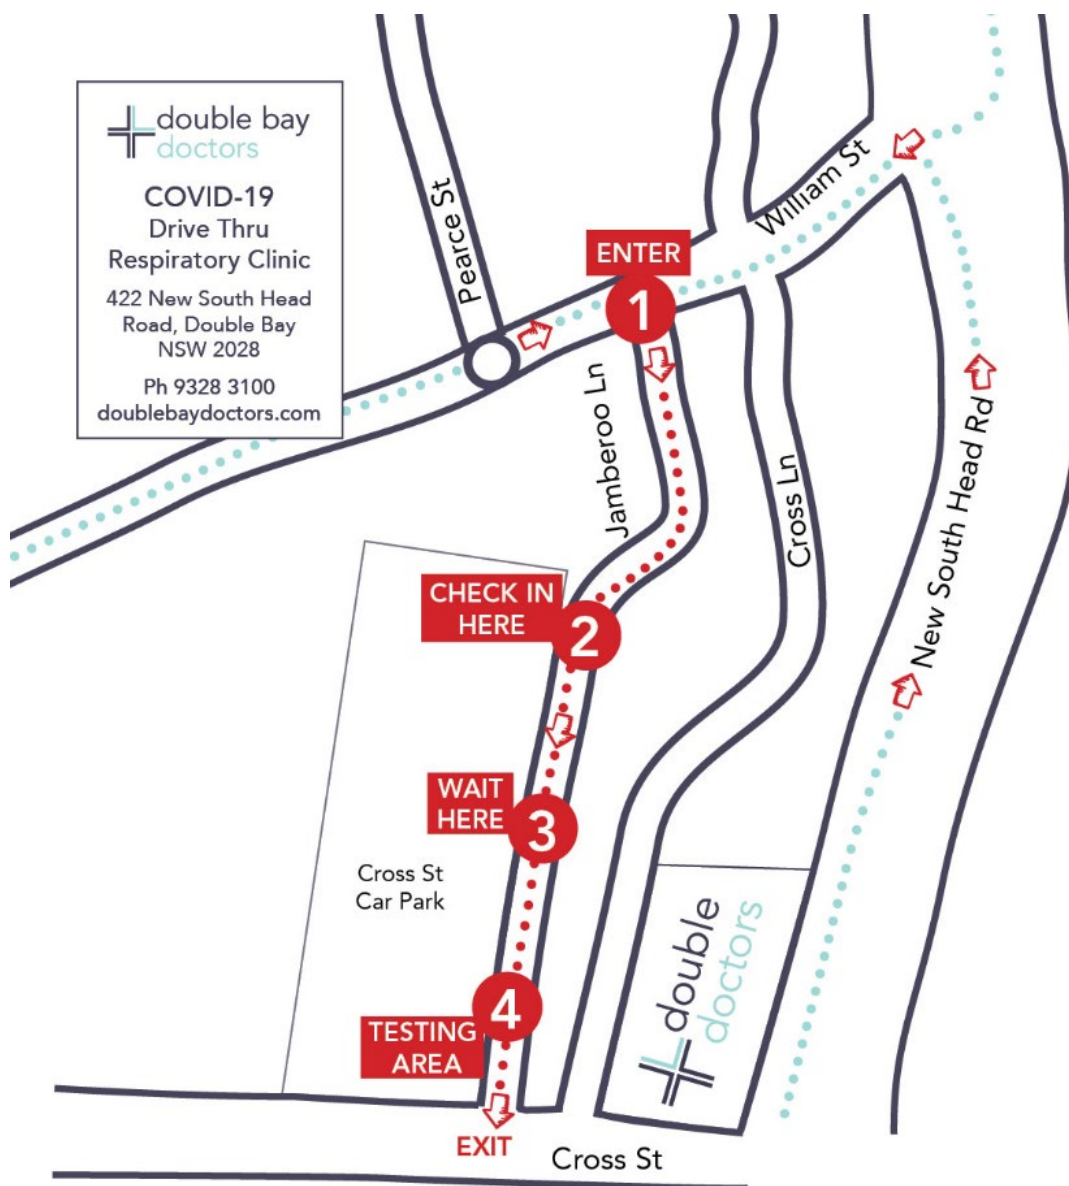 double bay
doctors
COVID-19
Drive Thru
Respiratory Clinic
422 New South Head
Road, Double Bay
NSW 2028
Ph 9328 3100
doublebaydoctors.com
Pearce St
William St
ENTER
1
Jamberoo Ln
Cross Ln
New South Head Rd
CHECK IN
HERE
2
WAIT
HERE
3
Cross St
Car Park
double
doctors
4
TESTING
AREA
EXIT
Cross St